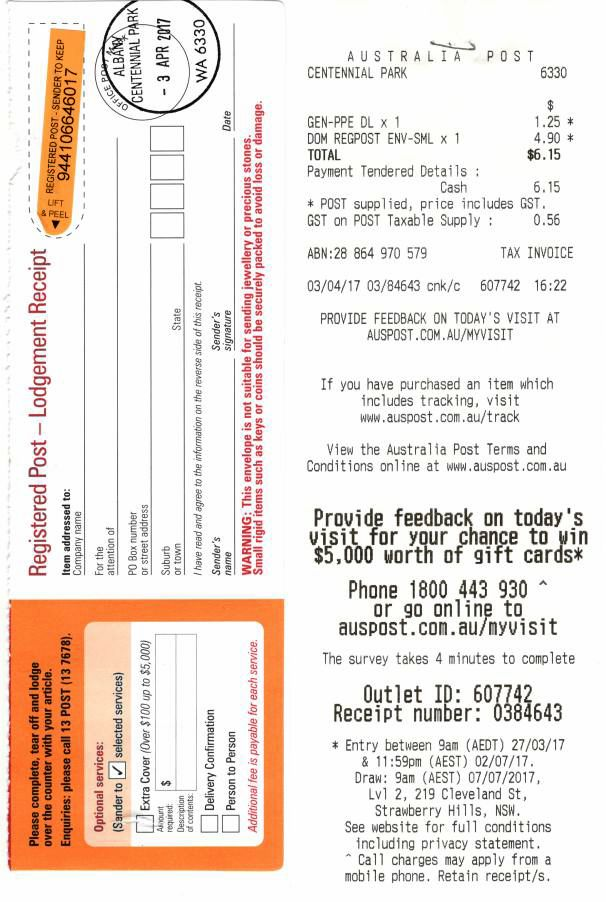 Registered Post – Lodgement Receipt
REGISTERED POST - SENDER TO KEEP
944106646017
LIFT
& PEEL
ALBANY
CENTENNIAL PARK
- 3 APR 2017
WA 6330
Item addressed to:
Company name
For the
attention of
PO Box number
or street address
Suburb
or town
State
I have read and agree to the information on the reverse side of this receipt.
Sender's
name
Sender's
signature
Date
WARNING: This envelope is not suitable for sending jewellery or precious stones.
Small rigid items such as keys or coins should be securely packed to avoid loss or damage.
Please complete, tear off and lodge
over the counter with your article.
Enquiries: please call 13 POST (13 7678).
Optional services:
(Sander to ✓ selected services)
Extra Cover (Over $100 up to $5,000)
Amount
required:
$
Description
of contents:
Delivery Confirmation
Person to Person
Additional fee is payable for each service.
AUSTRALIA POST
CENTENNIAL PARK 6330
$
GEN-PPE DL x 1 1.25 *
DOM REGPOST ENV-SML x 1 4.90 *
TOTAL $6.15
Payment Tendered Details :
Cash 6.15
* POST supplied, price includes GST.
GST on POST Taxable Supply : 0.56
ABN:28 864 970 579 TAX INVOICE
03/04/17 03/84643 cnk/c 607742 16:22
PROVIDE FEEDBACK ON TODAY'S VISIT AT
AUSPOST.COM.AU/MYVISIT
If you have purchased an item which
includes tracking, visit
www.auspost.com.au/track
View the Australia Post Terms and
Conditions online at www.auspost.com.au
Provide feedback on today's
visit for your chance to win
$5,000 worth of gift cards*
Phone 1800 443 930 ^
or go online to
auspost.com.au/myvisit
The survey takes 4 minutes to complete
Outlet ID: 607742
Receipt number: 0384643
* Entry between 9am (AEDT) 27/03/17
& 11:59pm (AEST) 02/07/17.
Draw: 9am (AEST) 07/07/2017,
Lvl 2, 219 Cleveland St,
Strawberry Hills, NSW.
See website for full conditions
including privacy statement.
^ Call charges may apply from a
mobile phone. Retain receipt/s.